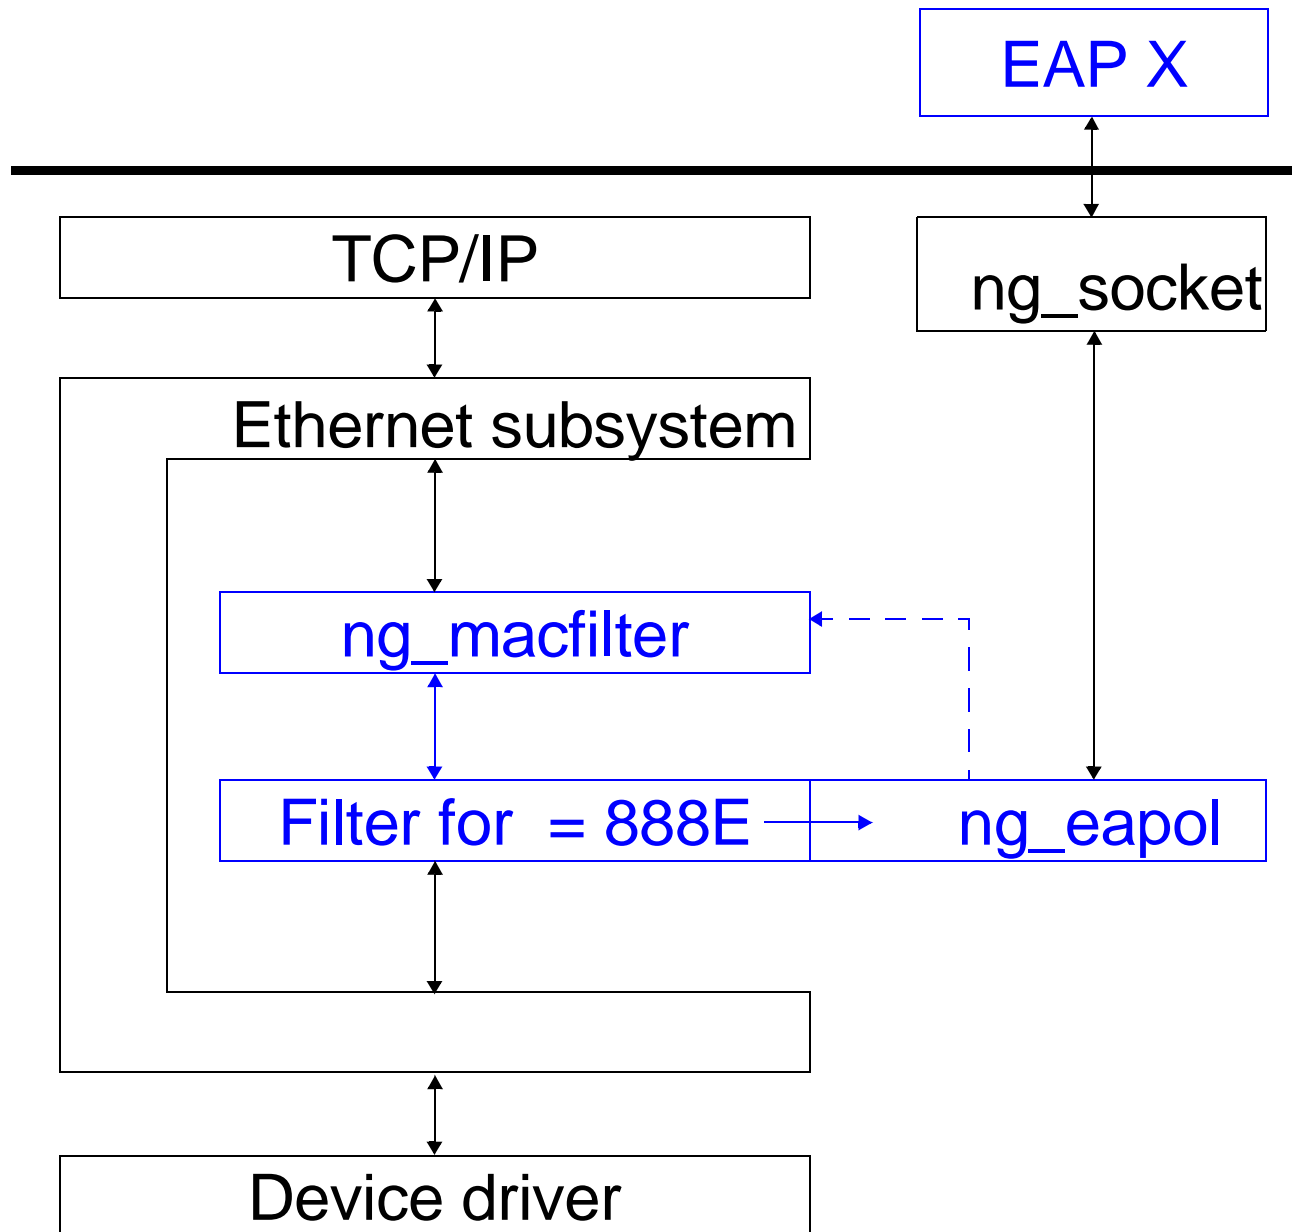 EAP X
TCP/IP
ng_socket
Ethernet subsystem
ng_macfilter
Filter for = 888E
ng_eapol
Device driver